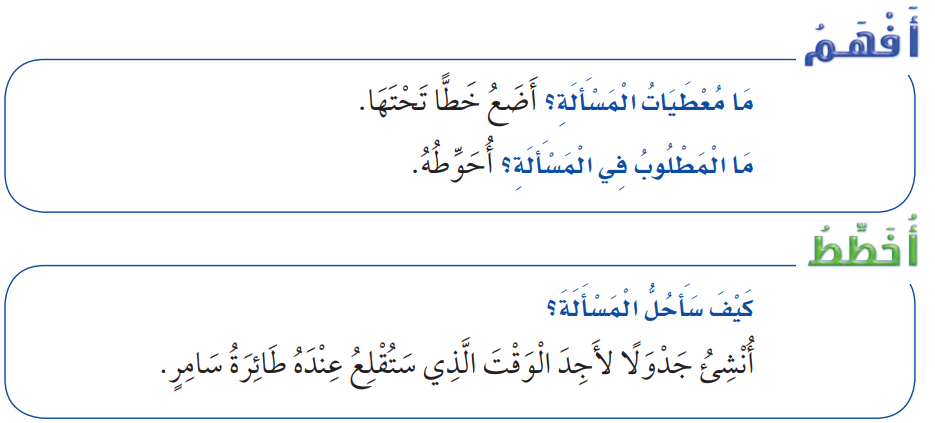 أَفْهَمُ
مَا مُعْطَيَاتُ الْمَسْأَلَةِ؟ أَضَعُ خَطًّا تَحْتَهَا.
مَا الْمَطْلُوبُ فِي الْمَسْأَلَةِ؟ أُحَوِّطُهُ.
أُخَطِّطُ
كَيْفَ سَأَحُلُّ الْمَسْأَلَةَ؟
أُنْشِئُ جَدْوَلًا لأَجِدَ الْوَقْتَ الَّذِي سَتُقْلِعُ عِنْدَهُ طَائِرَةُ سَامِرٍ.